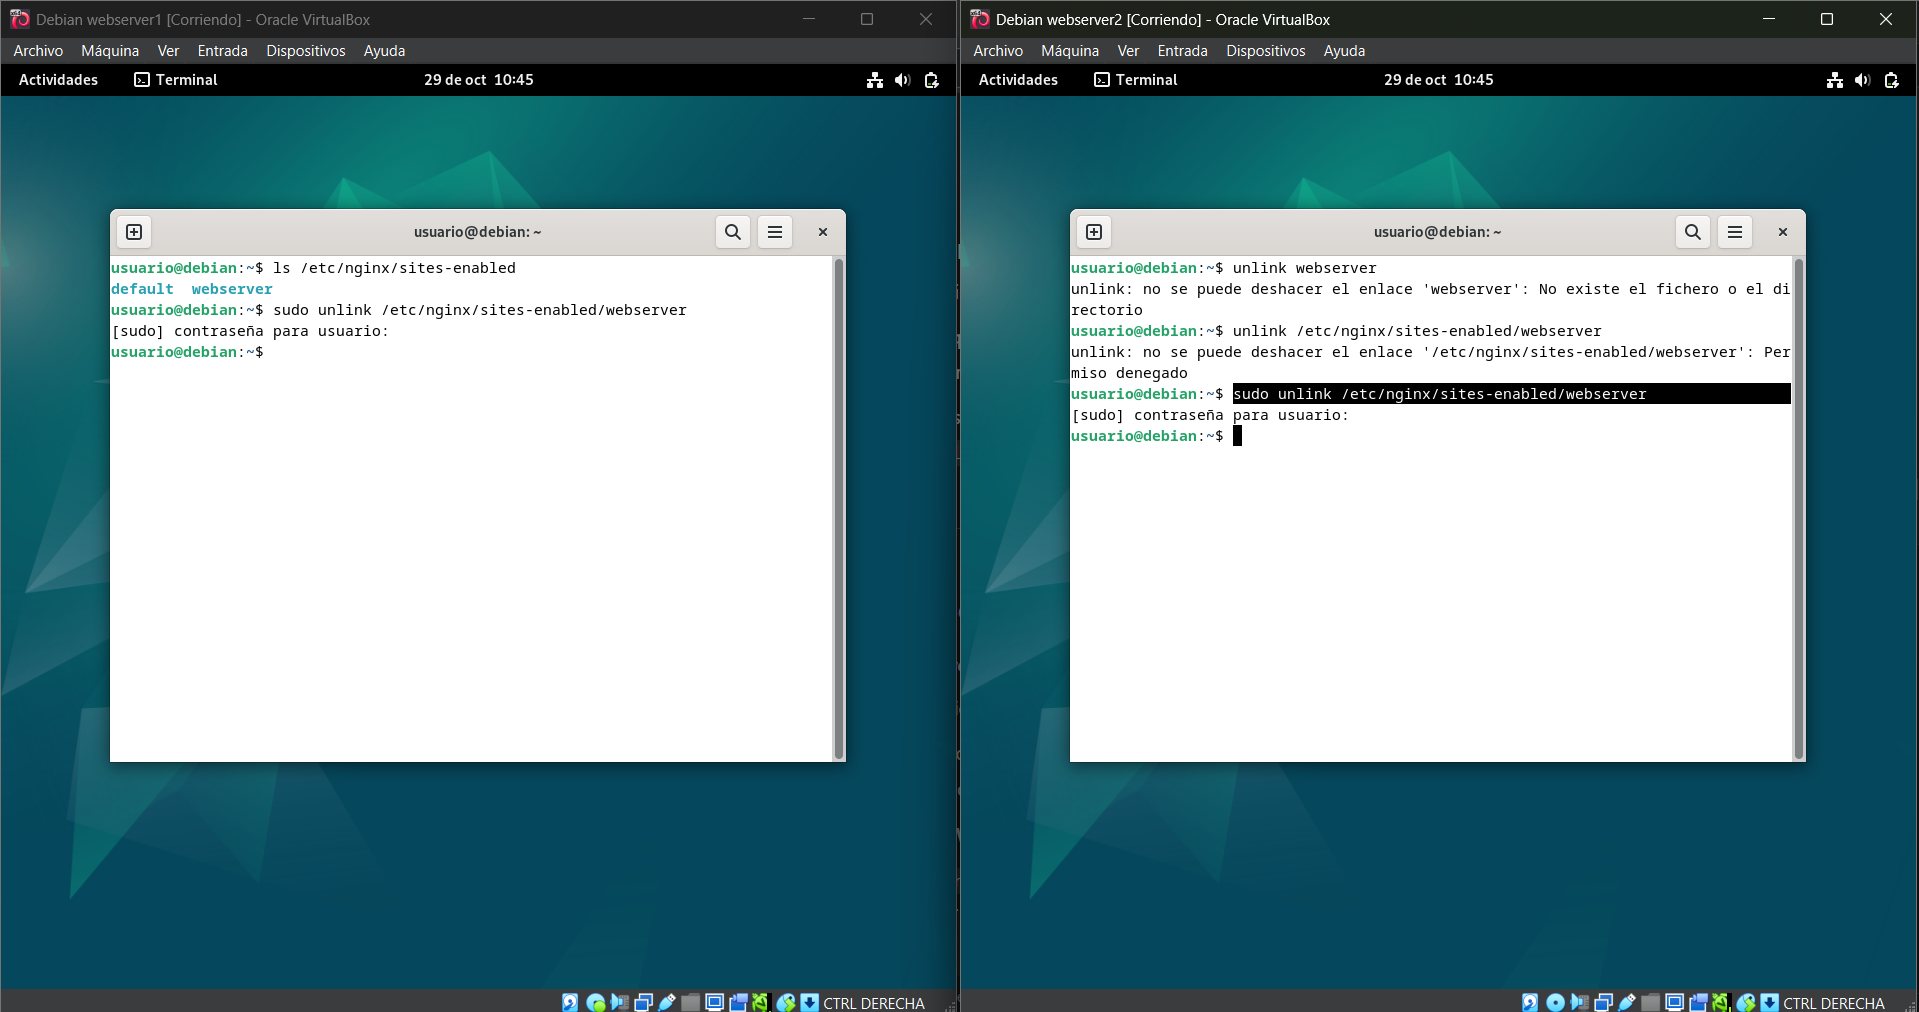 Debian webserver1 [Corriendo] - Oracle VirtualBox
Archivo Máquina Ver Entrada Dispositivos Ayuda
Actividades Terminal 29 de oct 10:45
usuario@debian: ~
usuario@debian:~$ ls /etc/nginx/sites-enabled
default webserver
usuario@debian:~$ sudo unlink /etc/nginx/sites-enabled/webserver
[sudo] contraseña para usuario:
usuario@debian:~$
CTRL DERECHA
Debian webserver2 [Corriendo] - Oracle VirtualBox
Archivo Máquina Ver Entrada Dispositivos Ayuda
Actividades Terminal 29 de oct 10:45
usuario@debian: ~
usuario@debian:~$ unlink webserver
unlink: no se puede deshacer el enlace 'webserver': No existe el fichero o el di
rectorio
usuario@debian:~$ unlink /etc/nginx/sites-enabled/webserver
unlink: no se puede deshacer el enlace '/etc/nginx/sites-enabled/webserver': Per
miso denegado
usuario@debian:~$ sudo unlink /etc/nginx/sites-enabled/webserver
[sudo] contraseña para usuario:
usuario@debian:~$
CTRL DERECHA